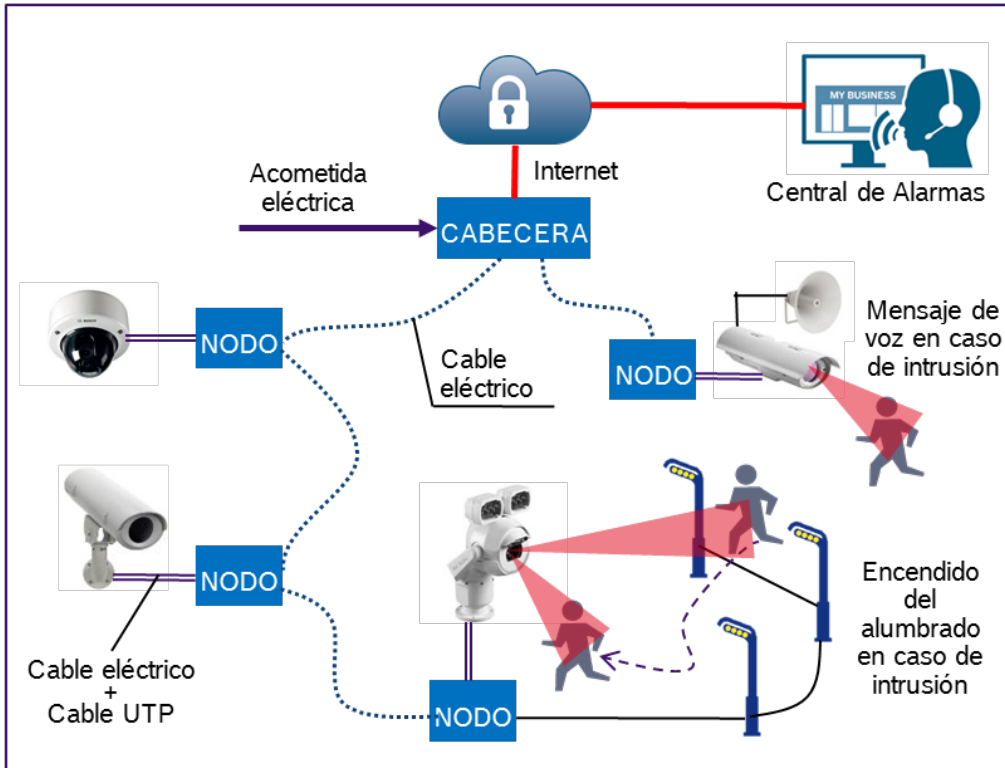 MY BUSINESS
Central de Alarmas
Internet
Acometida
eléctrica
CABECERA
NODO
Cable
eléctrico
NODO
Mensaje de
voz en caso
de intrusión
NODO
Cable eléctrico
+
Cable UTP
NODO
Encendido
del
alumbrado
en caso de
intrusión